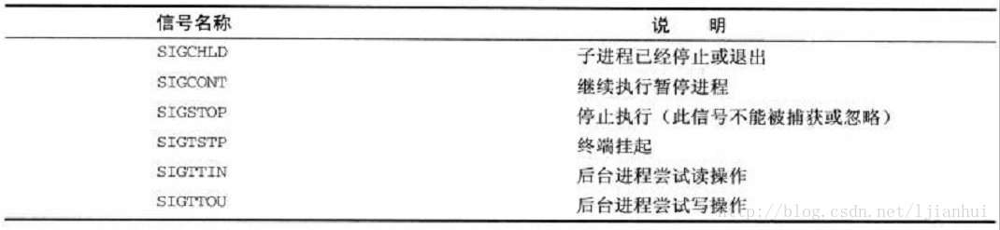 信号名称 说 明
SIGCHLD 子进程已经停止或退出
SIGCONT 继续执行暂停进程
SIGSTOP 停止执行（此信号不能被捕获或忽略）
SIGTSTP 终端挂起
SIGTTIN 后台进程尝试读操作
SIGTTOU 后台进程尝试写操作
http://blog.csdn.net/ljianhui